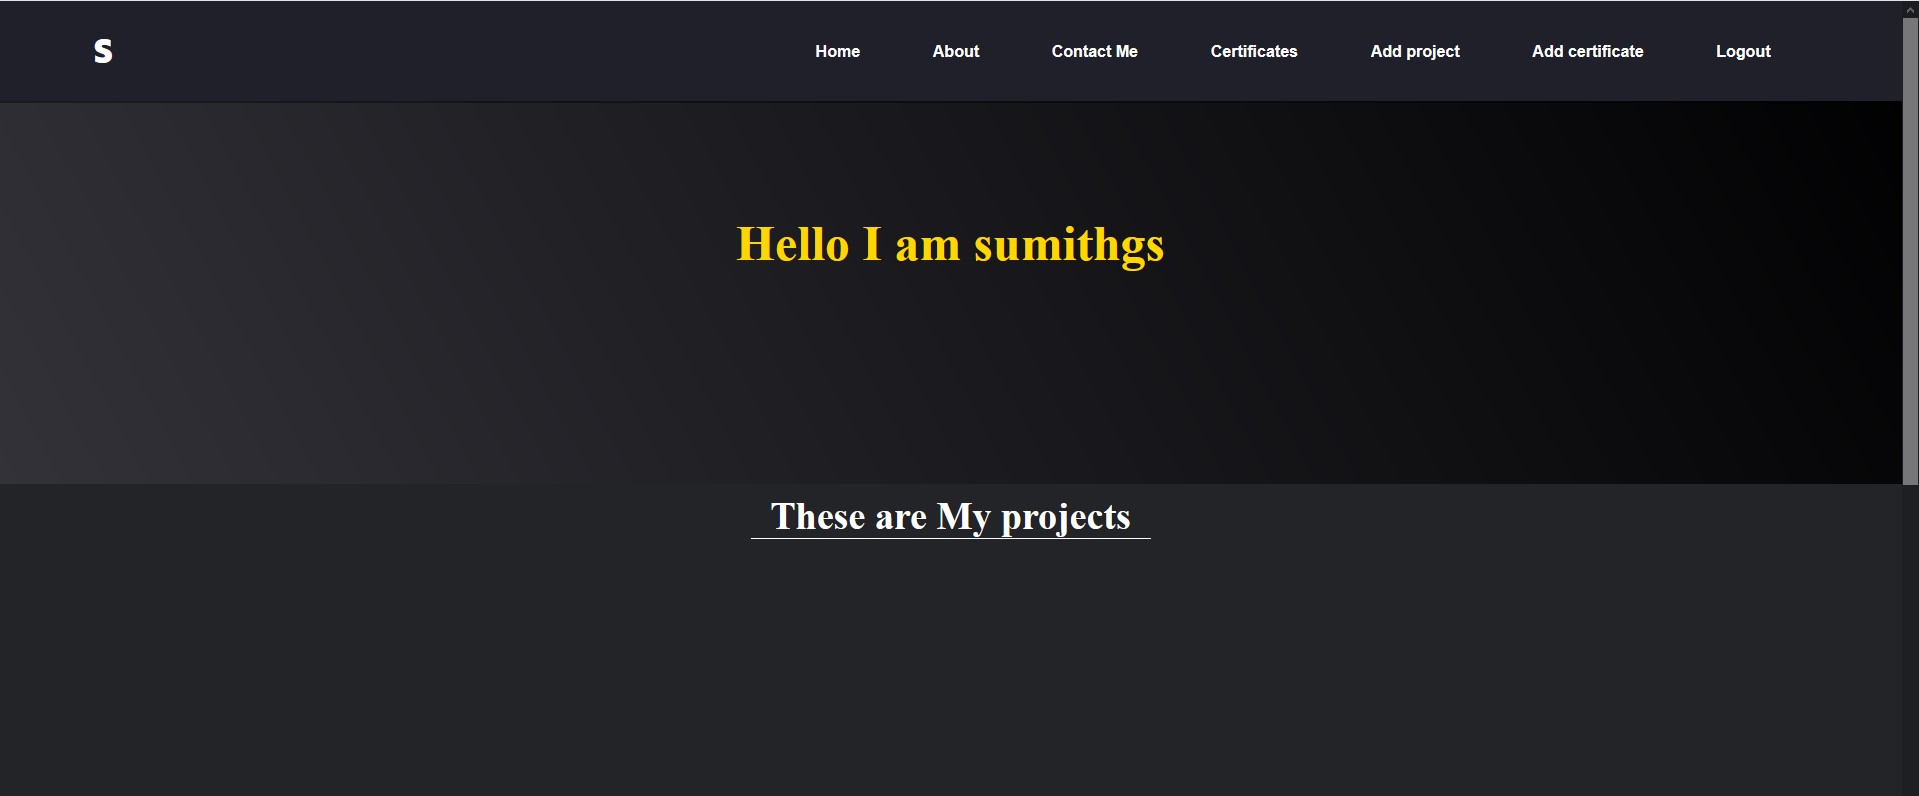 S Home About Contact Me Certificates Add project Add certificate Logout
Hello I am sumithgs
These are My projects